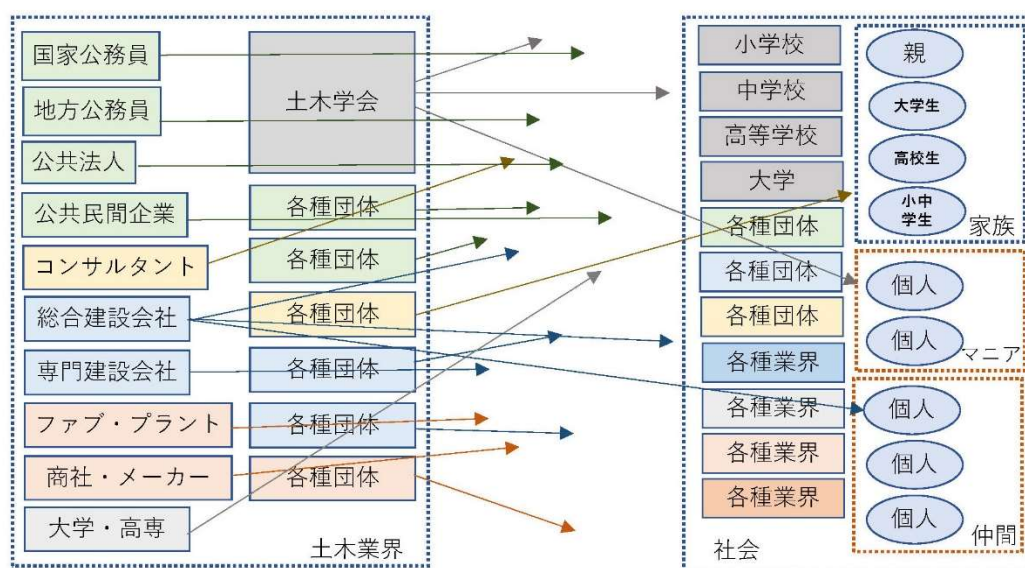 国家公務員
地方公務員
公共法人
公共民間企業
コンサルタント
総合建設会社
専門建設会社
ファブ・プラント
商社・メーカー
大学・高専
土木学会
各種団体
各種団体
各種団体
各種団体
各種団体
各種団体
土木業界
小学校
中学校
高等学校
大学
各種団体
各種団体
各種団体
各種業界
各種業界
各種業界
各種業界
社会
親
大学生
高校生
小中
学生
家族
個人
個人
マニア
個人
個人
個人
仲間